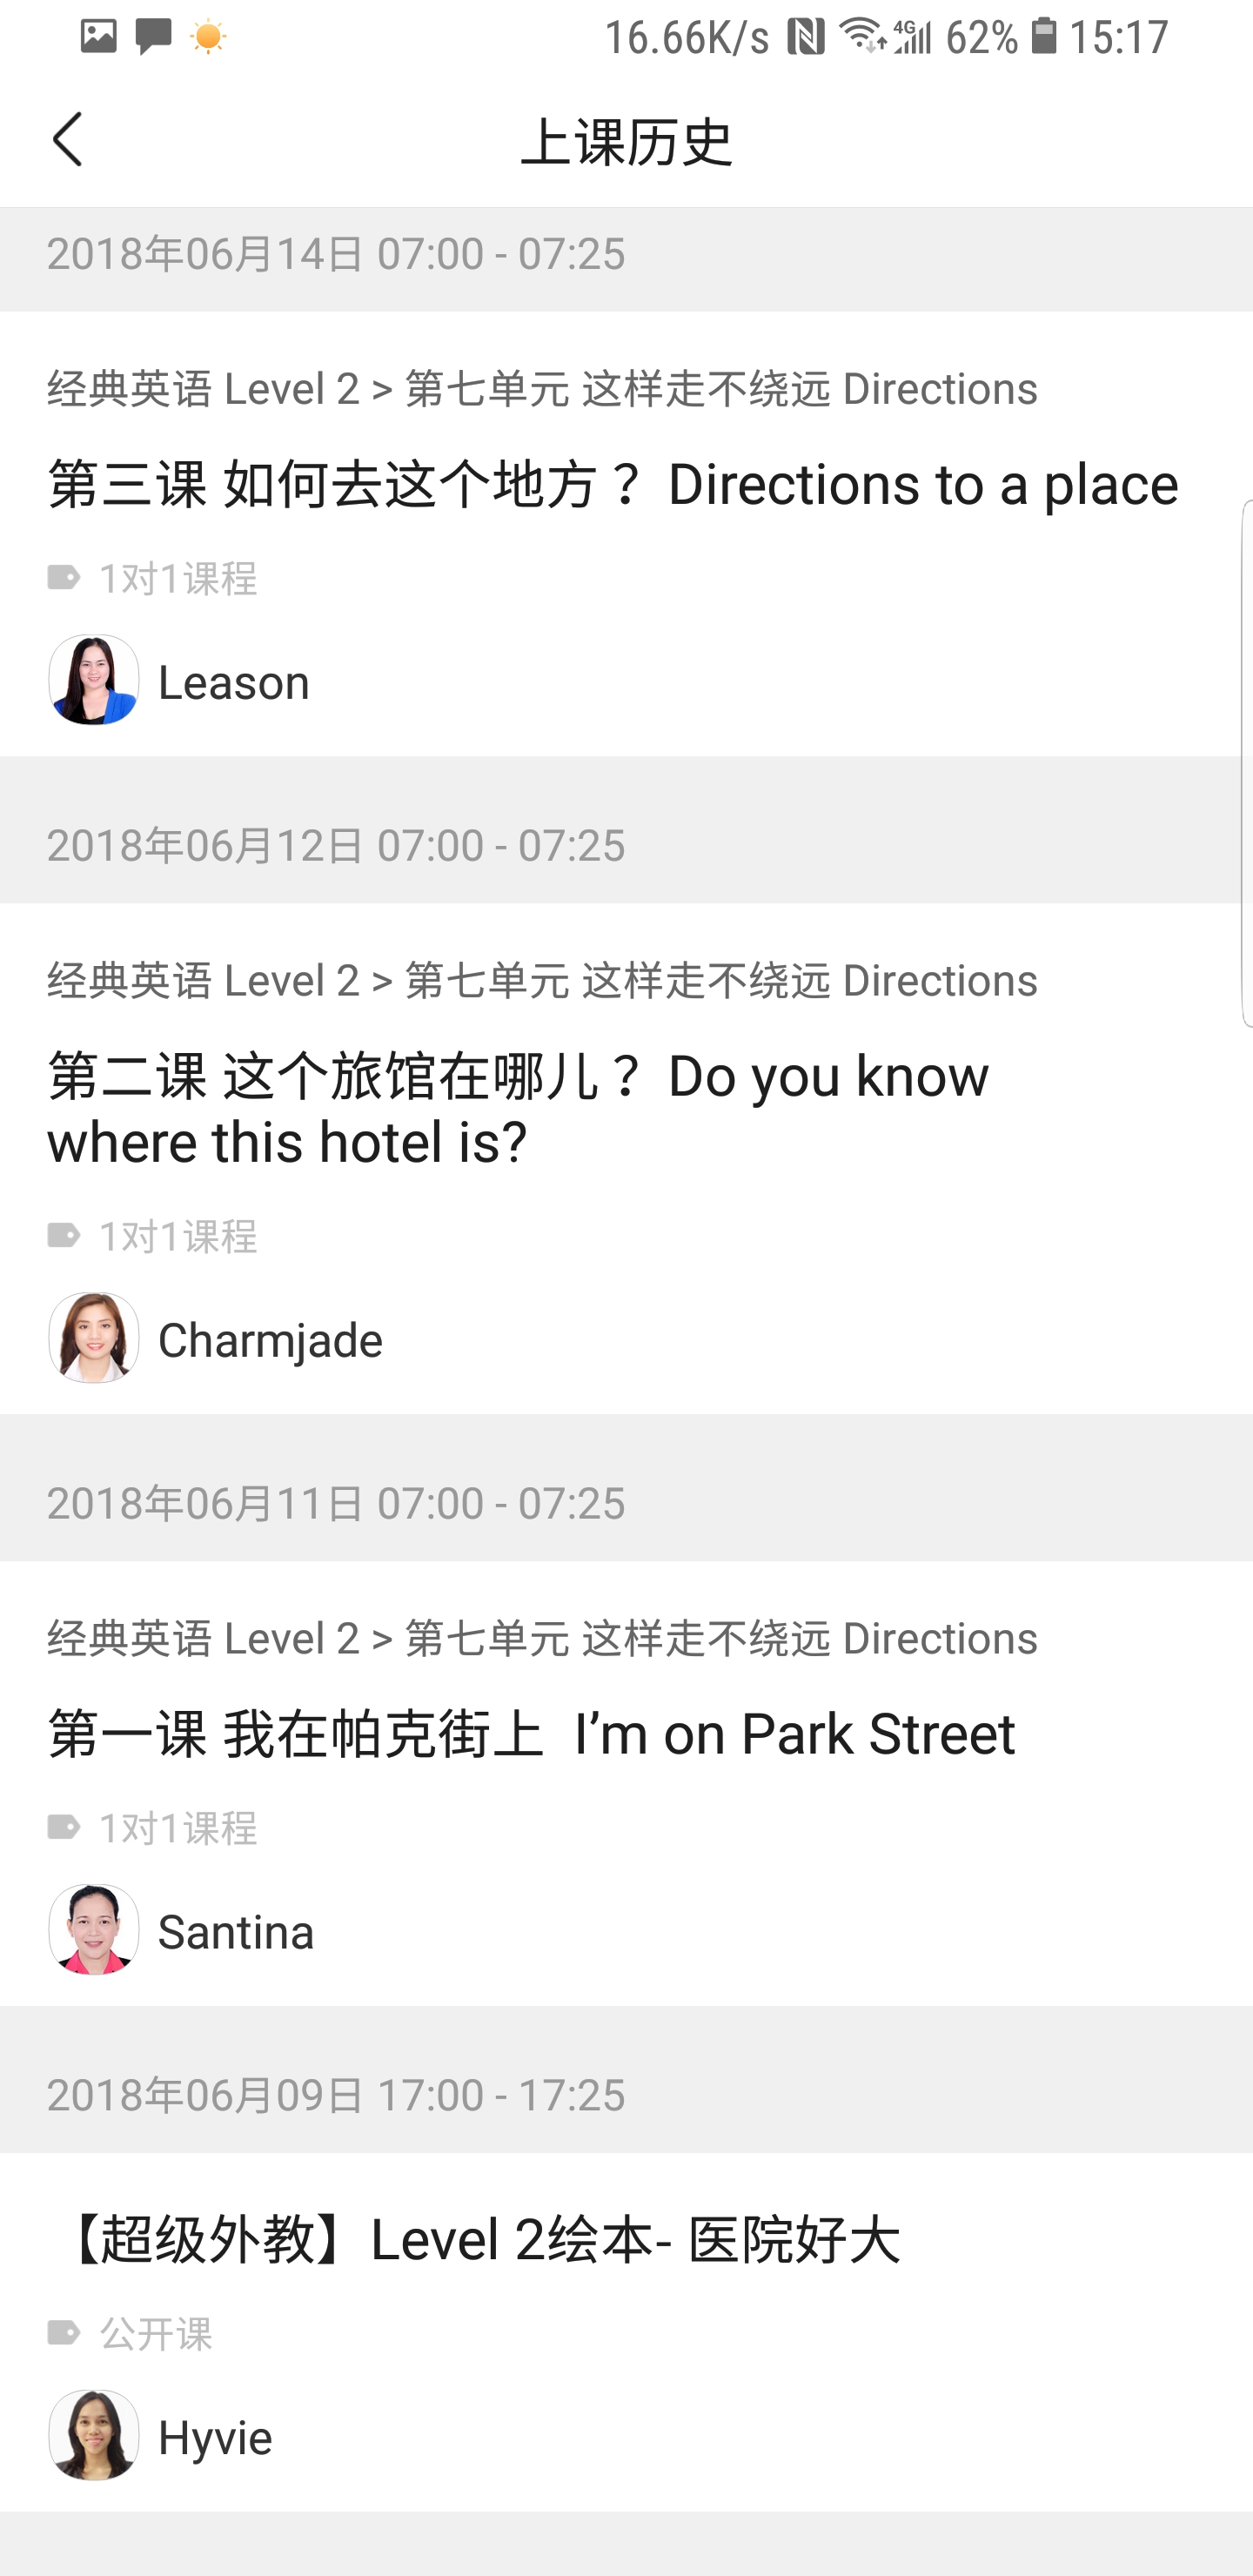 16.66K/s 4G 62% 15:17
上课历史
2018年06月14日 07:00 - 07:25
经典英语 Level 2 > 第七单元 这样走不绕远 Directions
第三课 如何去这个地方？ Directions to a place
1对1课程
Leason
2018年06月12日 07:00 - 07:25
经典英语 Level 2 > 第七单元 这样走不绕远 Directions
第二课 这个旅馆在哪儿？ Do you know
where this hotel is?
1对1课程
Charmjade
2018年06月11日 07:00 - 07:25
经典英语 Level 2 > 第七单元 这样走不绕远 Directions
第一课 我在帕克街上 I’m on Park Street
1对1课程
Santina
2018年06月09日 17:00 - 17:25
【超级外教】Level 2绘本- 医院好大
公开课
Hyvie